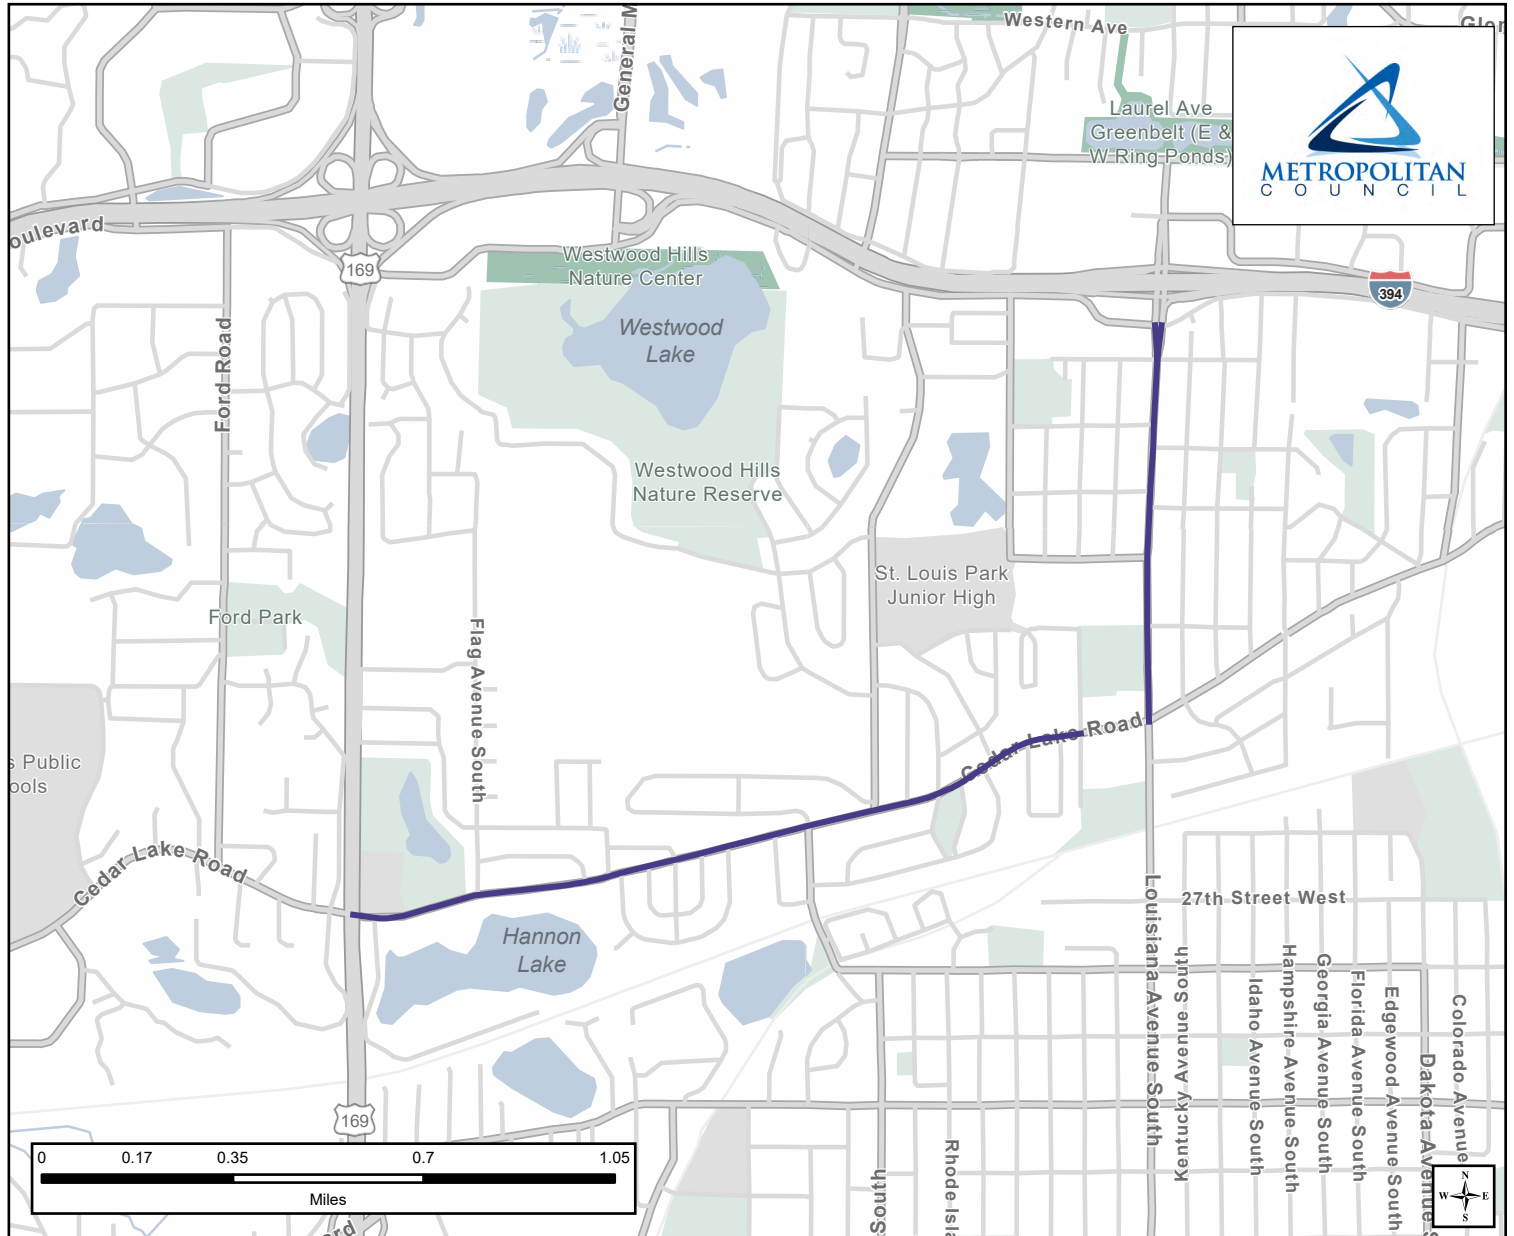 Western Ave
General M
Laurel Ave
Greenbelt (E &
W Ring Ponds)
METROPOLITAN
COUNCIL
oulevard
169
Westwood Hills
Nature Center
394
Westwood
Lake
Ford Road
Westwood Hills
Nature Reserve
St. Louis Park
Junior High
Ford Park
Flag Avenue South
Cedar Lake Road
s Public
ools
Cedar Lake Road
27th Street West
Hannon
Lake
Louisiana Avenue South
Kentucky Avenue South
Idaho Avenue South
Hampshire Avenue South
Georgia Avenue South
Florida Avenue South
Edgewood Avenue South
Dakota Avenue S
Colorado Avenue
169
Rhode Isla
South
ord
0 0.17 0.35 0.7 1.05
Miles
N
W E
S